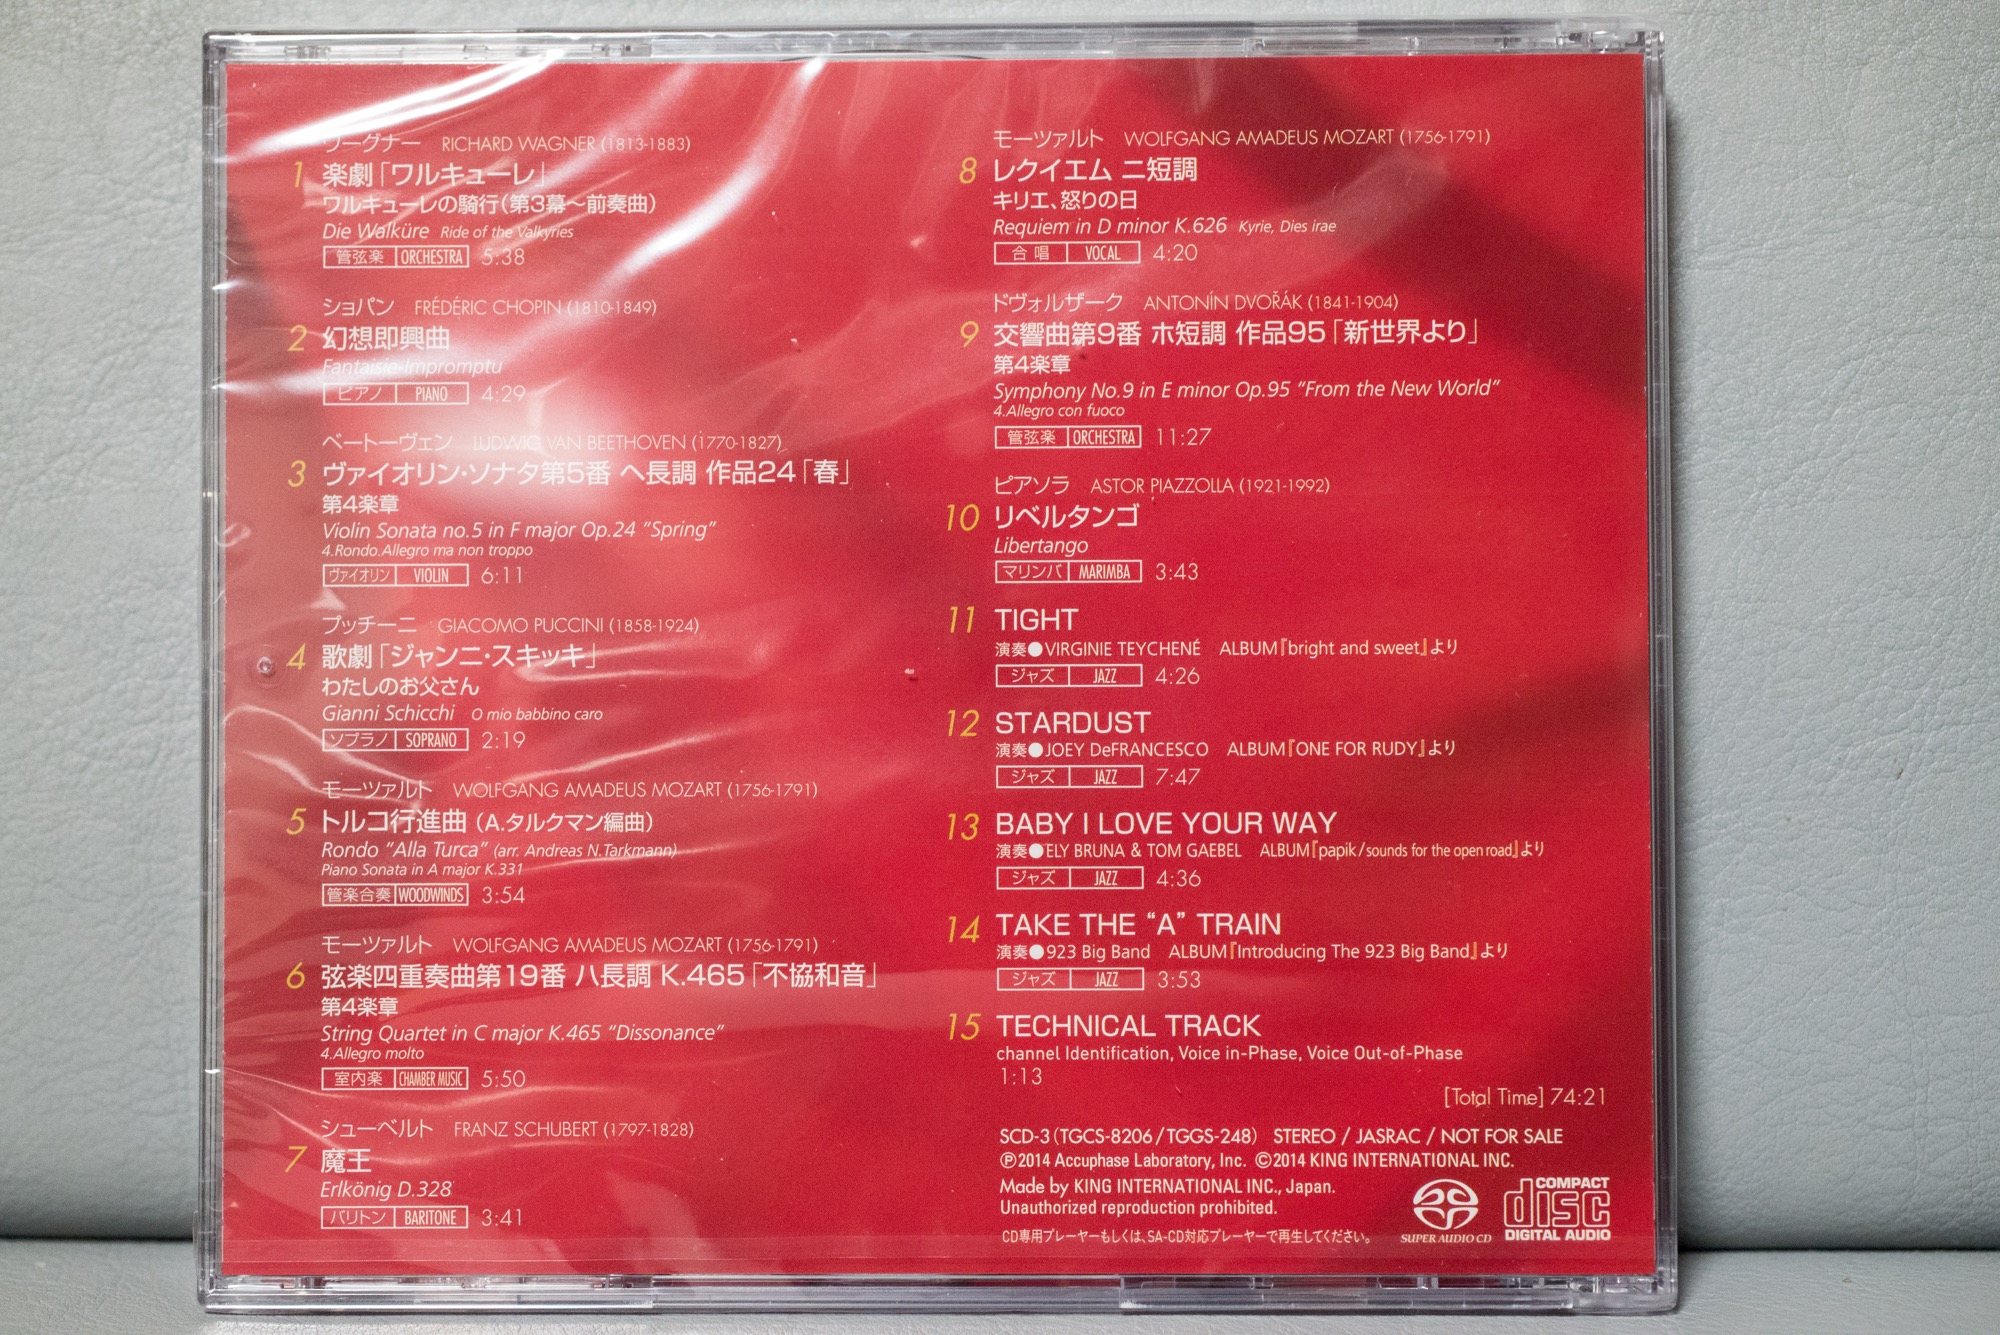 ワーグナー RICHARD WAGNER (1813-1883)
1 楽劇「ワルキューレ」
ワルキューレの騎行(第3幕〜前奏曲)
Die Walküre Ride of the Valkyries
管弦楽 ORCHESTRA 5:38
ショパン FRÉDÉRIC CHOPIN (1810-1849)
2 幻想即興曲
Fantaisie-Impromptu
ピアノ PIANO 4:29
ベートーヴェン LUDWIG VAN BEETHOVEN (1770-1827)
3 ヴァイオリン・ソナタ第5番 ヘ長調 作品24「春」
第4楽章
Violin Sonata no.5 in F major Op.24 "Spring"
4.Rondo.Allegro ma non troppo
ヴァイオリン VIOLIN 6:11
プッチーニ GIACOMO PUCCINI (1858-1924)
4 歌劇「ジャンニ・スキッキ」
わたしのお父さん
Gianni Schicchi O mio babbino caro
ソプラノ SOPRANO 2:19
モーツァルト WOLFGANG AMADEUS MOZART (1756-1791)
5 トルコ行進曲 (A.タルクマン編曲)
Rondo "Alla Turca" (arr. Andreas N.Tarkmann)
Piano Sonata in A major K.331
管楽合奏 WOODWINDS 3:54
モーツァルト WOLFGANG AMADEUS MOZART (1756-1791)
6 弦楽四重奏曲第19番 ハ長調 K.465「不協和音」
第4楽章
String Quartet in C major K.465 "Dissonance"
4.Allegro molto
室内楽 CHAMBER MUSIC 5:50
シューベルト FRANZ SCHUBERT (1797-1828)
7 魔王
Erlkönig D.328
バリトン BARITONE 3:41
モーツァルト WOLFGANG AMADEUS MOZART (1756-1791)
8 レクイエム ニ短調
キリエ、怒りの日
Requiem in D minor K.626 Kyrie, Dies irae
合唱 VOCAL 4:20
ドヴォルザーク ANTONÍN DVOŘÁK (1841-1904)
9 交響曲第9番 ホ短調 作品95「新世界より」
第4楽章
Symphony No.9 in E minor Op.95 "From the New World"
4.Allegro con fuoco
管弦楽 ORCHESTRA 11:27
ピアソラ ASTOR PIAZZOLLA (1921-1992)
10 リベルタンゴ
Libertango
マリンバ MARIMBA 3:43
11 TIGHT
演奏●VIRGINIE TEYCHENÉ ALBUM『bright and sweet』より
ジャズ JAZZ 4:26
12 STARDUST
演奏●JOEY DeFRANCESCO ALBUM『ONE FOR RUDY』より
ジャズ JAZZ 7:47
13 BABY I LOVE YOUR WAY
演奏●ELY BRUNA & TOM GAEBEL ALBUM『papik/sounds for the open road』より
ジャズ JAZZ 4:36
14 TAKE THE "A" TRAIN
演奏●923 Big Band ALBUM『Introducing The 923 Big Band』より
ジャズ JAZZ 3:53
15 TECHNICAL TRACK
channel Identification, Voice in-Phase, Voice Out-of-Phase
1:13
[Total Time] 74:21
SCD-3 (TGCS-8206/TGGS-248) STEREO / JASRAC / NOT FOR SALE
℗2014 Accuphase Laboratory, Inc. ©2014 KING INTERNATIONAL INC.
Made by KING INTERNATIONAL INC., Japan.
Unauthorized reproduction prohibited.
CD専用プレーヤーもしくは、SA-CD対応プレーヤーで再生してください。
SUPER AUDIO CD
COMPACT
disc
DIGITAL AUDIO